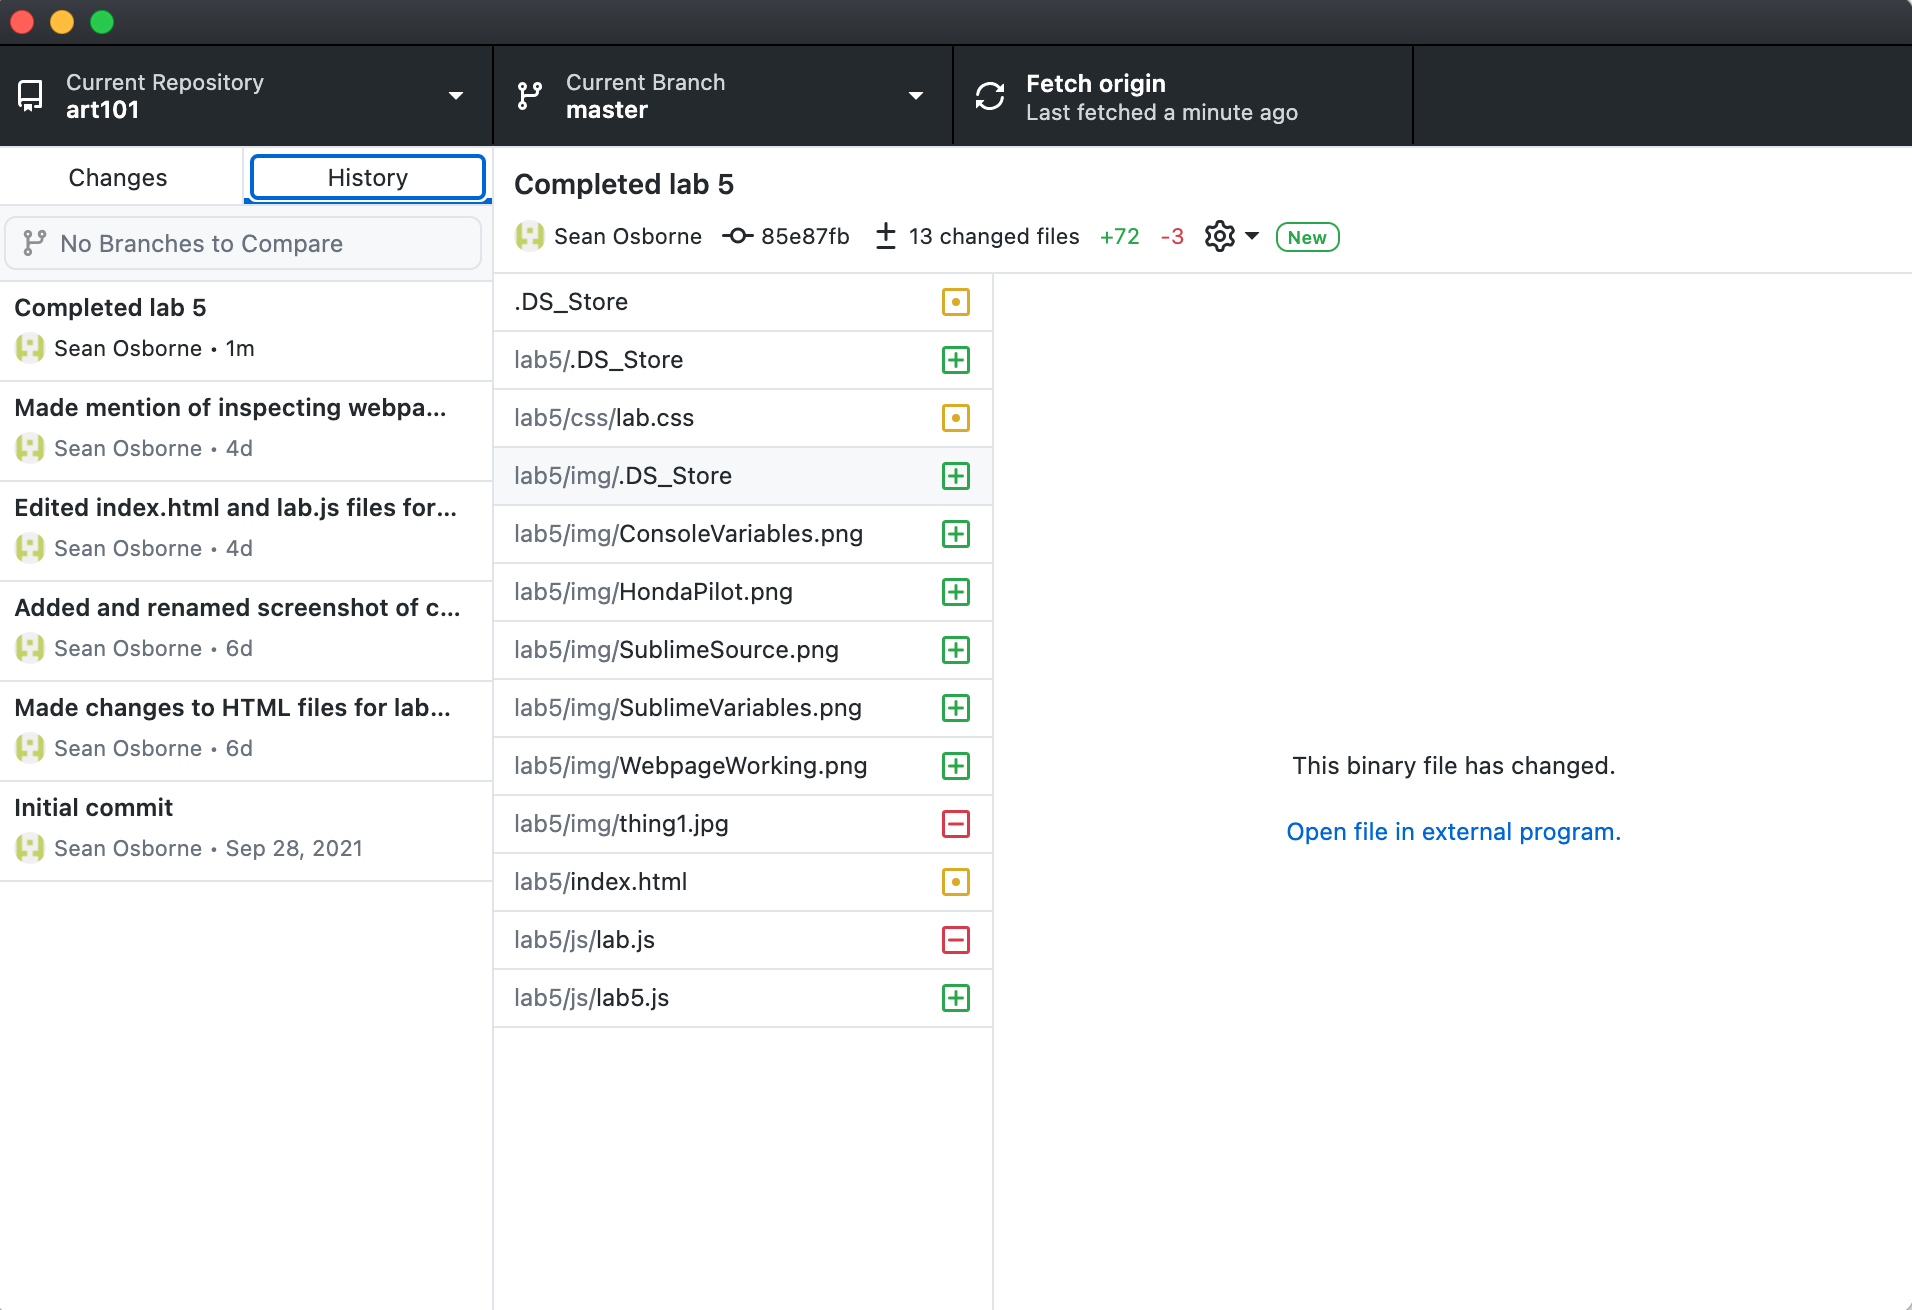 Current Repository
art101
Current Branch
master
Fetch origin
Last fetched a minute ago
Changes
History
No Branches to Compare
Completed lab 5
Sean Osborne • 1m
Made mention of inspecting webpa...
Sean Osborne • 4d
Edited index.html and lab.js files for...
Sean Osborne • 4d
Added and renamed screenshot of c...
Sean Osborne • 6d
Made changes to HTML files for lab...
Sean Osborne • 6d
Initial commit
Sean Osborne • Sep 28, 2021
Completed lab 5
Sean Osborne 85e87fb 13 changed files +72 -3 New
.DS_Store
lab5/.DS_Store
lab5/css/lab.css
lab5/img/.DS_Store
lab5/img/ConsoleVariables.png
lab5/img/HondaPilot.png
lab5/img/SublimeSource.png
lab5/img/SublimeVariables.png
lab5/img/WebpageWorking.png
lab5/img/thing1.jpg
lab5/index.html
lab5/js/lab.js
lab5/js/lab5.js
This binary file has changed.
Open file in external program.